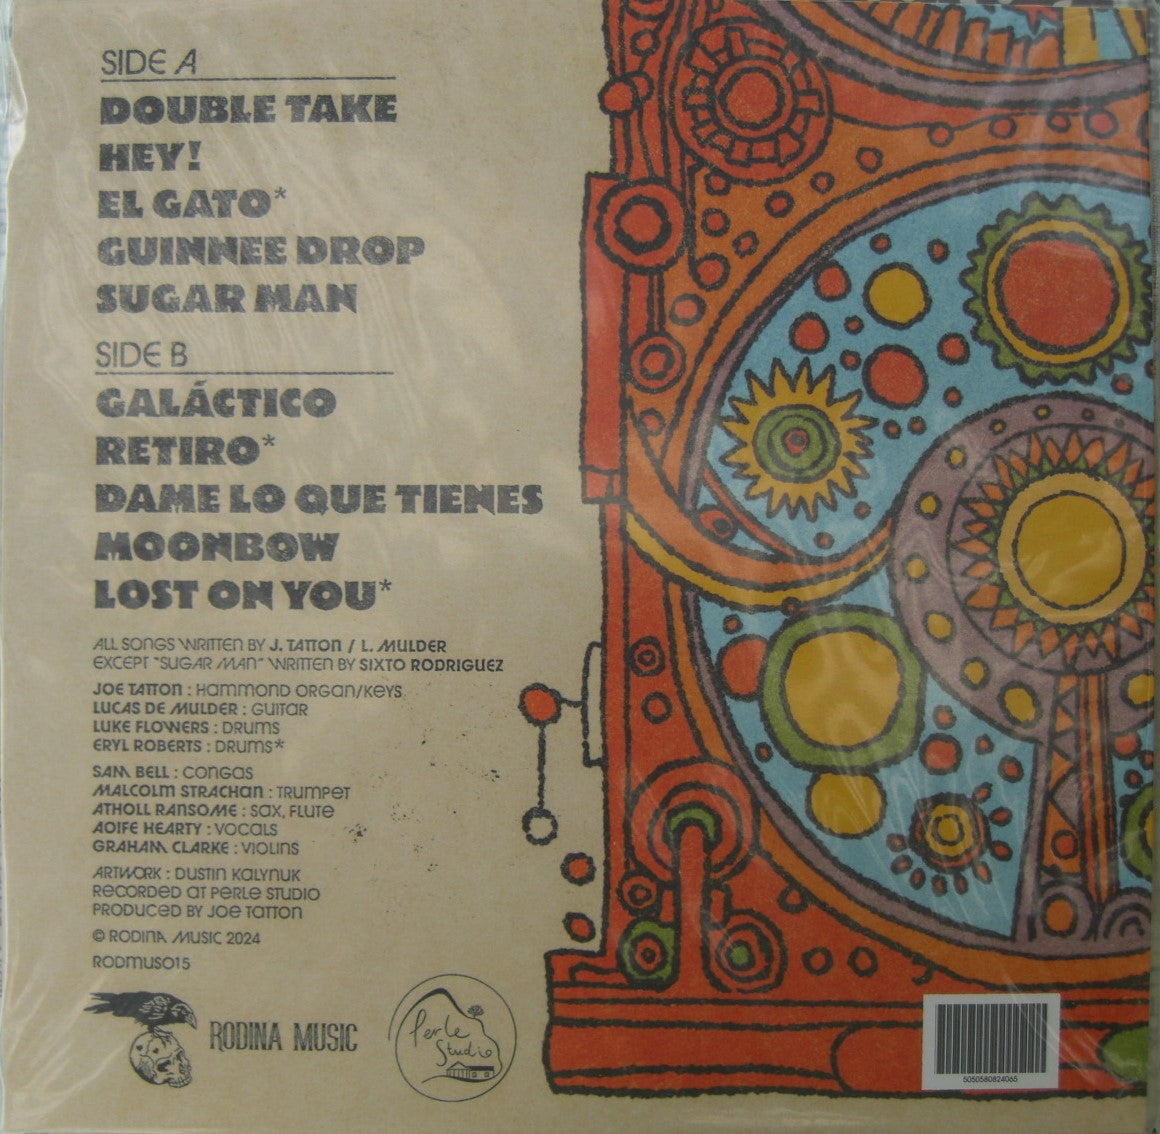 SIDE A
DOUBLE TAKE
HEY!
EL GATO*
GUINNEE DROP
SUGAR MAN
SIDE B
GALÁCTICO
RETIRO*
DAME LO QUE TIENES
MOONBOW
LOST ON YOU*
ALL SONGS WRITTEN BY J. TATTON / L. MULDER
EXCEPT "SUGAR MAN" WRITTEN BY SIXTO RODRIGUEZ
JOE TATTON : HAMMOND ORGAN/KEYS
LUCAS DE MULDER : GUITAR
LUKE FLOWERS : DRUMS
ERYL ROBERTS : DRUMS*
SAM BELL : CONGAS
MALCOLM STRACHAN : TRUMPET
ATHOLL RANSOME : SAX, FLUTE
AOIFE HEARTY : VOCALS
GRAHAM CLARKE : VIOLINS
ARTWORK : DUSTIN KALYNUK
RECORDED AT PERLE STUDIO
PRODUCED BY JOE TATTON
© RODINA MUSIC 2024
RODMUS015
RODINA MUSIC
Perle
Studio
5050580824065